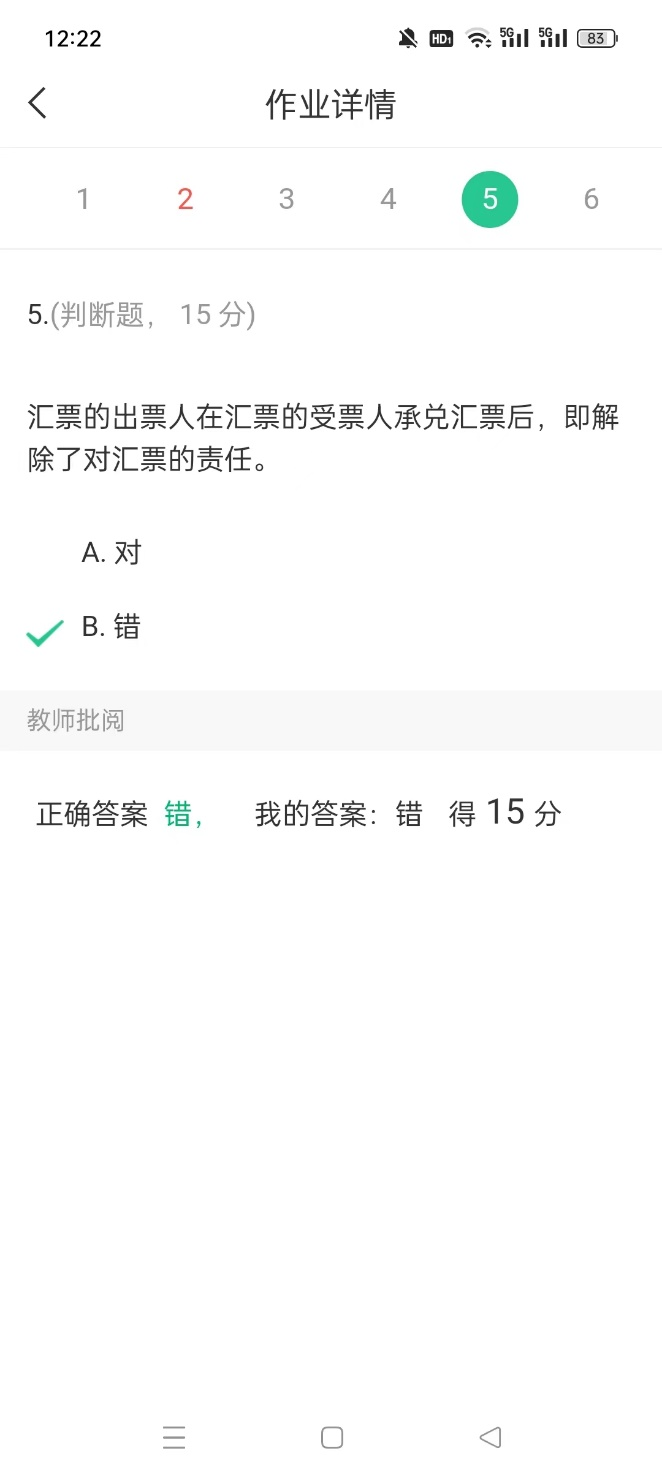 12:22
HD1 5G 5G 83
作业详情
1 2 3 4 5 6
5.(判断题， 15 分)
汇票的出票人在汇票的受票人承兑汇票后，即解
除了对汇票的责任。
A. 对
B. 错
教师批阅
正确答案 错， 我的答案：错 得 15 分